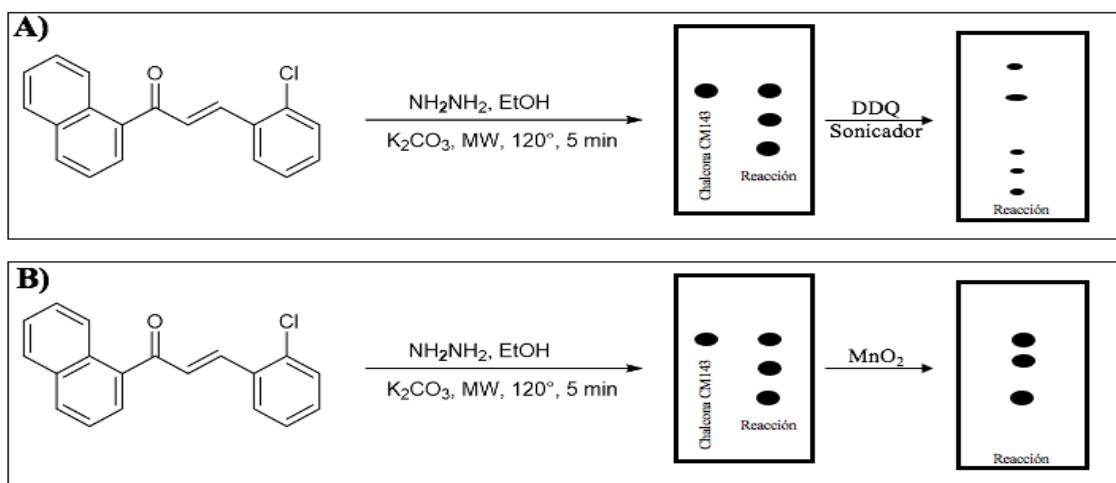 A)
O
Cl
NH2NH2, EtOH
K2CO3, MW, 120°, 5 min
Chalcona CM143
Reacción
DDQ
Sonicador
Reacción
B)
O
Cl
NH2NH2, EtOH
K2CO3, MW, 120°, 5 min
Chalcona CM143
Reacción
MnO2
Reacción